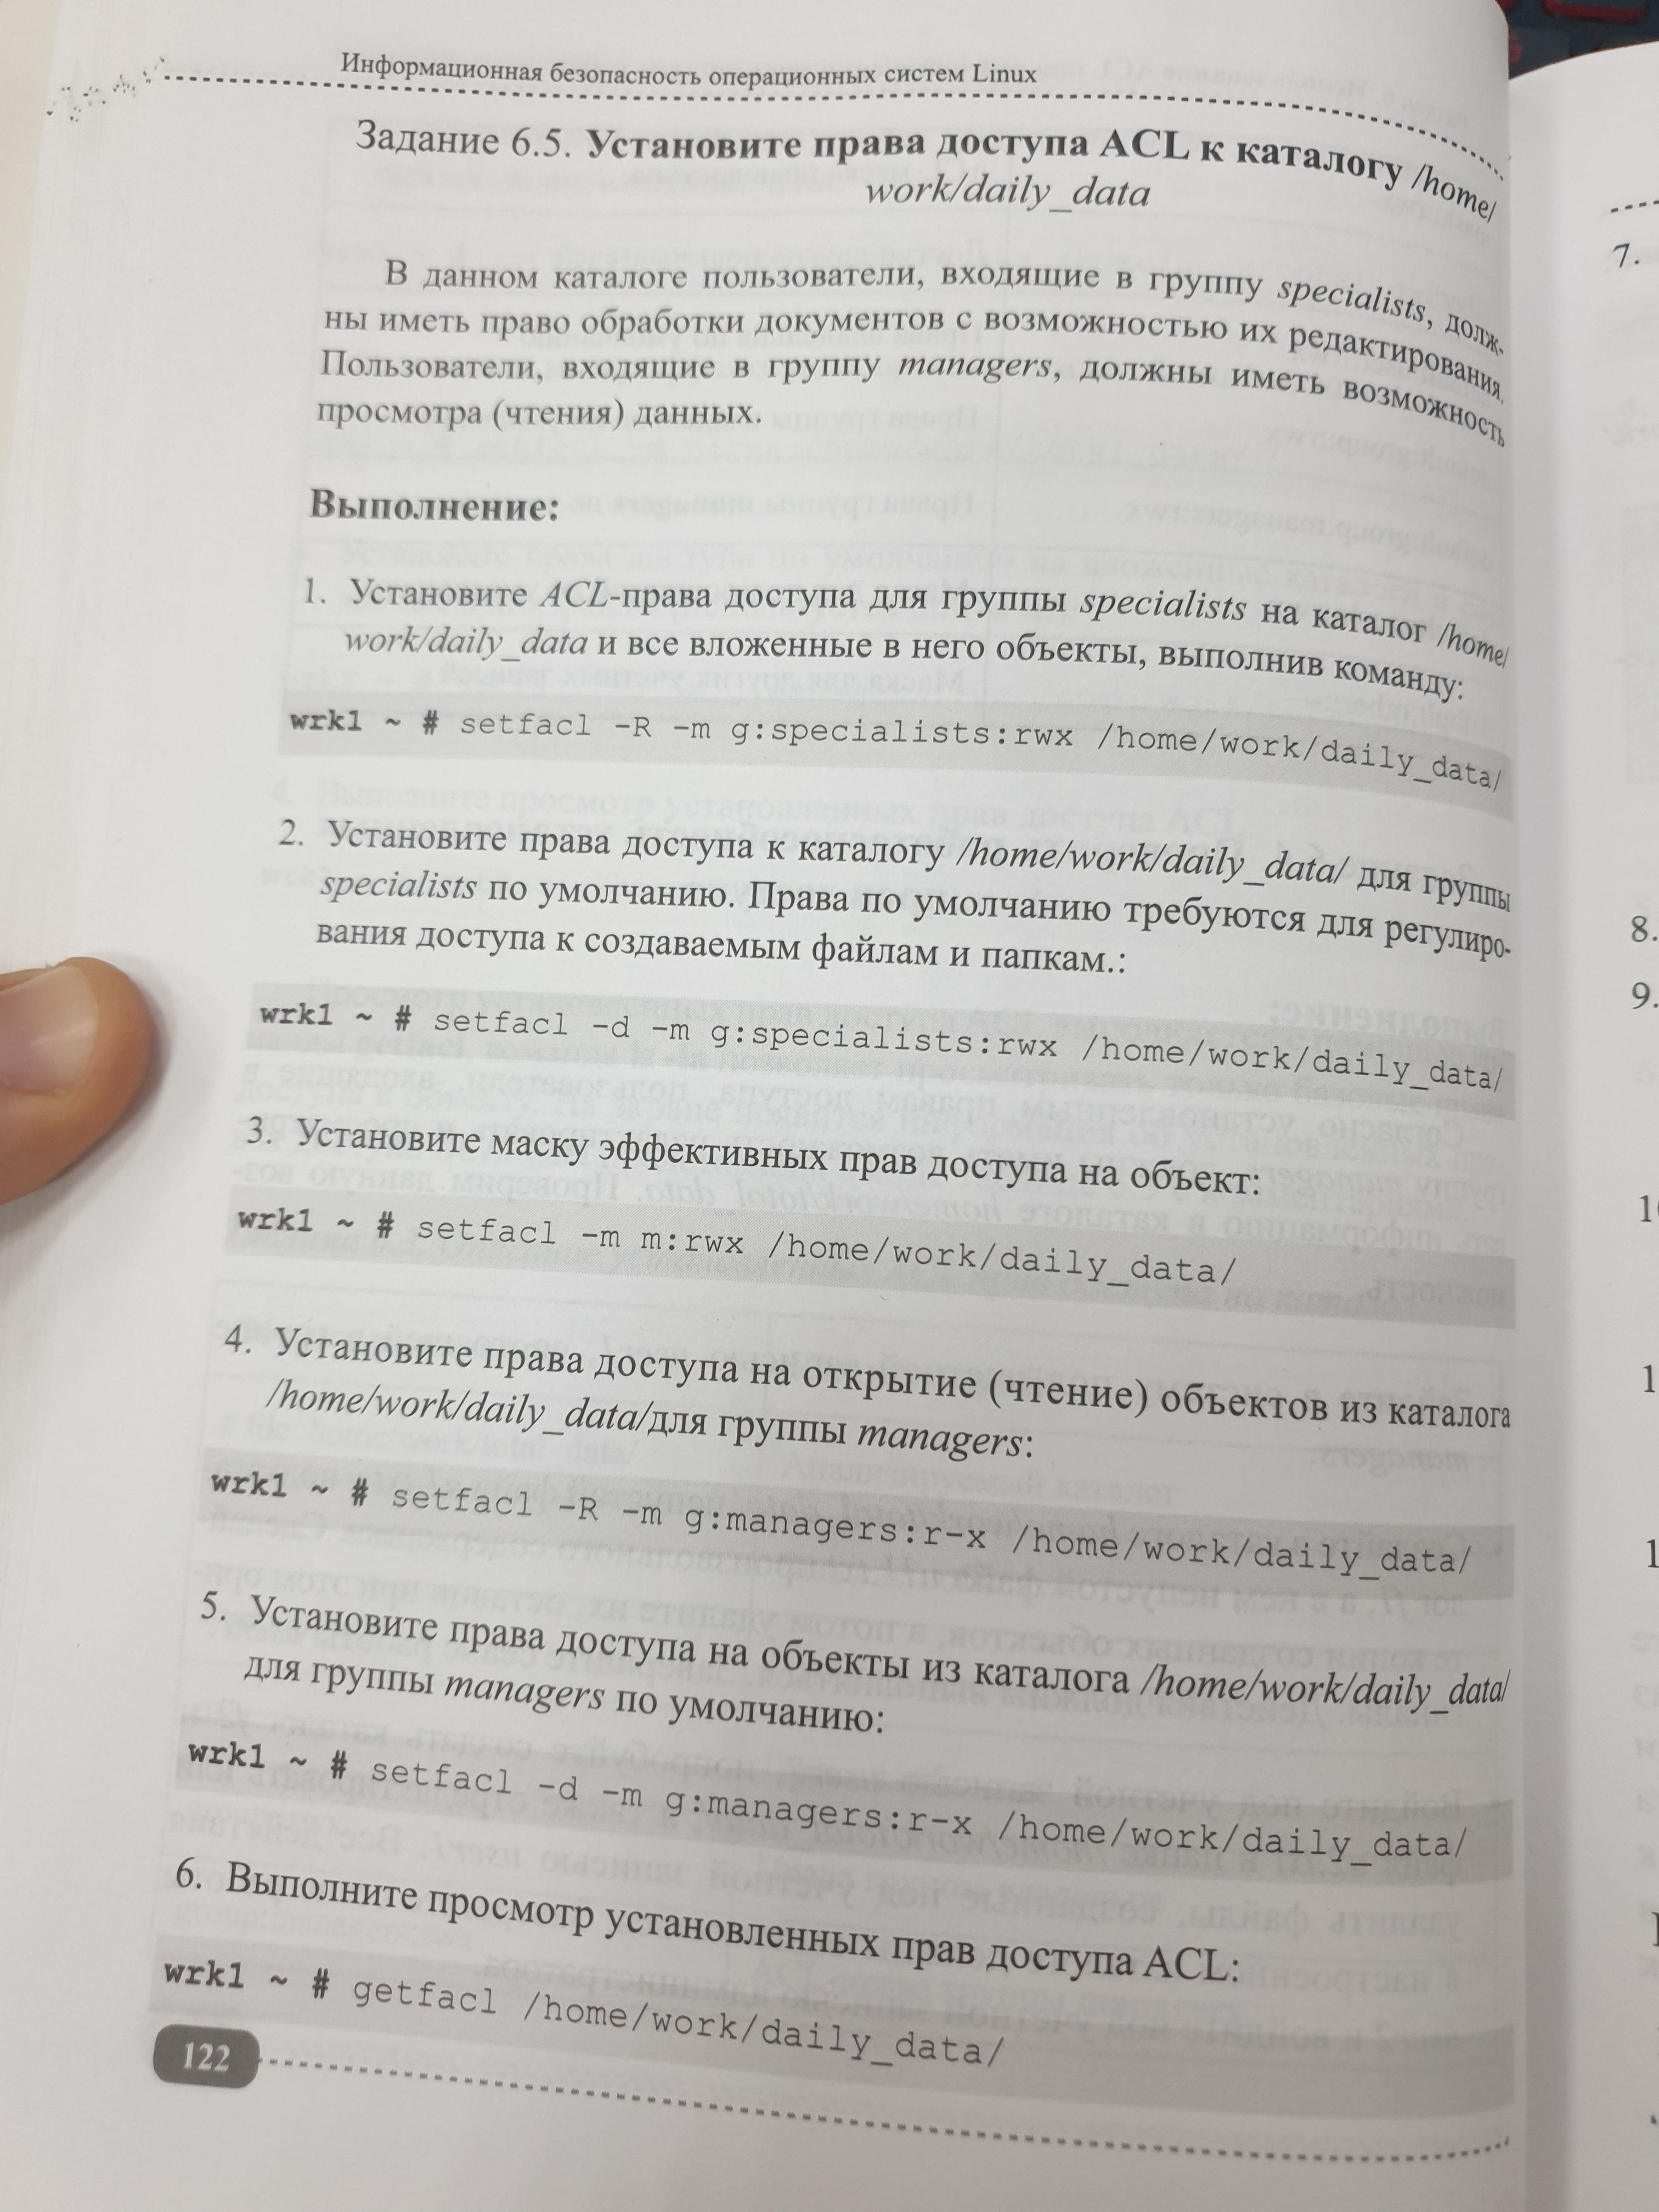 Информационная безопасность операционных систем Linux
Задание 6.5. Установите права доступа ACL к каталогу /home/
work/daily_data
В данном каталоге пользователи, входящие в группу specialists, долж-
ны иметь право обработки документов с возможностью их редактирования.
Пользователи, входящие в группу managers, должны иметь возможность
просмотра (чтения) данных.
Выполнение:
1. Установите ACL-права доступа для группы specialists на каталог /home/
work/daily_data и все вложенные в него объекты, выполнив команду:
wrk1 ~ # setfacl -R -m g:specialists:rwx /home/work/daily_data/
2. Установите права доступа к каталогу /home/work/daily_data/ для группы
specialists по умолчанию. Права по умолчанию требуются для регулиро-
вания доступа к создаваемым файлам и папкам.:
wrk1 ~ # setfacl -d -m g:specialists:rwx /home/work/daily_data/
3. Установите маску эффективных прав доступа на объект:
wrk1 ~ # setfacl -m m:rwx /home/work/daily_data/
4. Установите права доступа на открытие (чтение) объектов из каталога
/home/work/daily_data/для группы managers:
wrk1 ~ # setfacl -R -m g:managers:r-x /home/work/daily_data/
5. Установите права доступа на объекты из каталога /home/work/daily_data/
для группы managers по умолчанию:
wrk1 ~ # setfacl -d -m g:managers:r-x /home/work/daily_data/
6. Выполните просмотр установленных прав доступа ACL:
wrk1 ~ # getfacl /home/work/daily_data/
122
7.
8.
9.